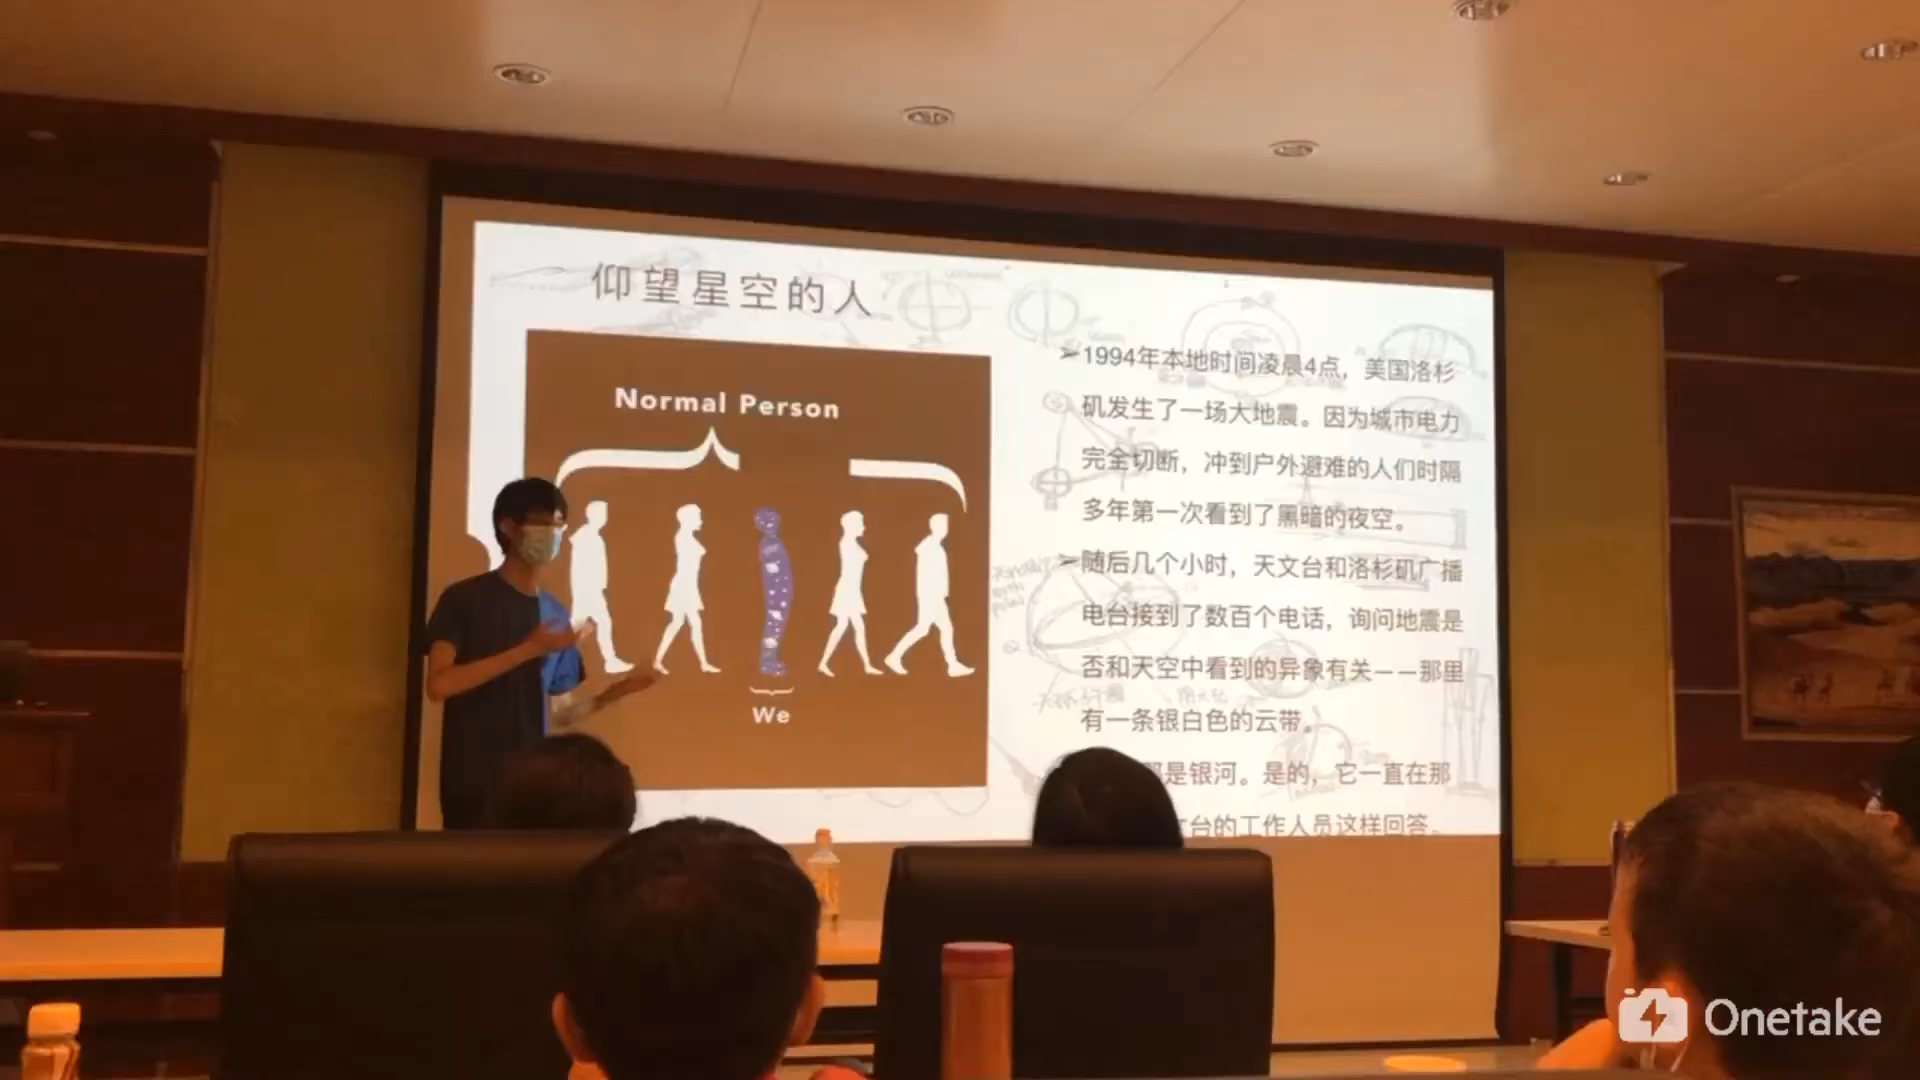 仰望星空的人
Normal Person
We
➢1994年本地时间凌晨4点，美国洛杉
矶发生了一场大地震。因为城市电力
完全切断，冲到户外避难的人们时隔
多年第一次看到了黑暗的夜空。
➢随后几个小时，天文台和洛杉矶广播
电台接到了数百个电话，询问地震是
否和天空中看到的异象有关——那里
有一条银白色的云带。
是银河。是的，它一直在那
台的工作人员这样回答。
Onetake